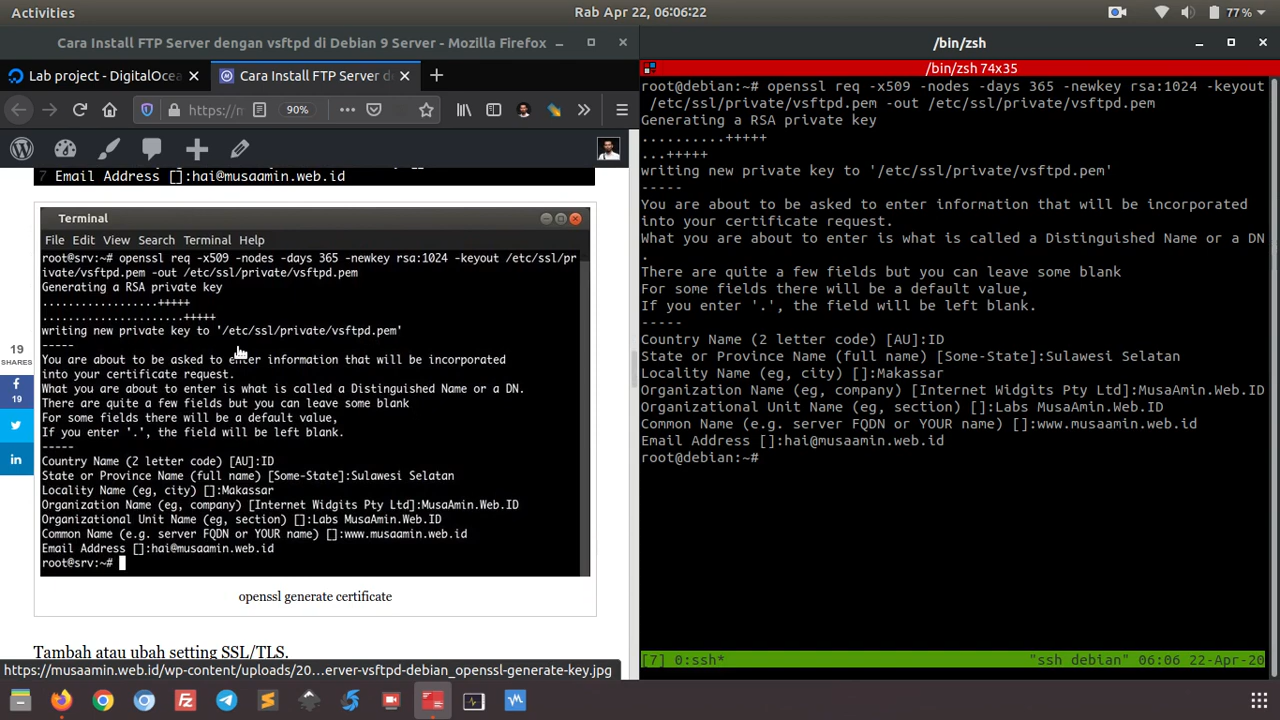 Activities
Rab Apr 22, 06:06:22
77 %
Cara Install FTP Server dengan vsftpd di Debian 9 Server - Mozilla Firefox
Lab project - DigitalOcea
Cara Install FTP Server d
https://r
90%
7 Email Address []:hai@musaamin.web.id
Terminal
File Edit View Search Terminal Help
root@srv:~# openssl req -x509 -nodes -days 365 -newkey rsa:1024 -keyout /etc/ssl/pr
ivate/vsftpd.pem -out /etc/ssl/private/vsftpd.pem
Generating a RSA private key
...................+++++
.......................+++++
writing new private key to '/etc/ssl/private/vsftpd.pem'
-----
You are about to be asked to enter information that will be incorporated
into your certificate request.
What you are about to enter is what is called a Distinguished Name or a DN.
There are quite a few fields but you can leave some blank
For some fields there will be a default value,
If you enter '.', the field will be left blank.
-----
Country Name (2 letter code) [AU]:ID
State or Province Name (full name) [Some-State]:Sulawesi Selatan
Locality Name (eg, city) []:Makassar
Organization Name (eg, company) [Internet Widgits Pty Ltd]:MusaAmin.Web.ID
Organizational Unit Name (eg, section) []:Labs MusaAmin.Web.ID
Common Name (e.g. server FQDN or YOUR name) []:www.musaamin.web.id
Email Address []:hai@musaamin.web.id
root@srv:~#
openssl generate certificate
19
SHARES
19
Tambah atau ubah setting SSL/TLS.
https://musaamin.web.id/wp-content/uploads/20…erver-vsftpd-debian_openssl-generate-key.jpg
/bin/zsh
/bin/zsh 74x35
root@debian:~# openssl req -x509 -nodes -days 365 -newkey rsa:1024 -keyout
/etc/ssl/private/vsftpd.pem -out /etc/ssl/private/vsftpd.pem
Generating a RSA private key
..........+++++
...+++++
writing new private key to '/etc/ssl/private/vsftpd.pem'
-----
You are about to be asked to enter information that will be incorporated
into your certificate request.
What you are about to enter is what is called a Distinguished Name or a DN
.
There are quite a few fields but you can leave some blank
For some fields there will be a default value,
If you enter '.', the field will be left blank.
-----
Country Name (2 letter code) [AU]:ID
State or Province Name (full name) [Some-State]:Sulawesi Selatan
Locality Name (eg, city) []:Makassar
Organization Name (eg, company) [Internet Widgits Pty Ltd]:MusaAmin.Web.ID
Organizational Unit Name (eg, section) []:Labs MusaAmin.Web.ID
Common Name (e.g. server FQDN or YOUR name) []:www.musaamin.web.id
Email Address []:hai@musaamin.web.id
root@debian:~#
[7] 0:ssh*
"ssh debian" 06:06 22-Apr-20